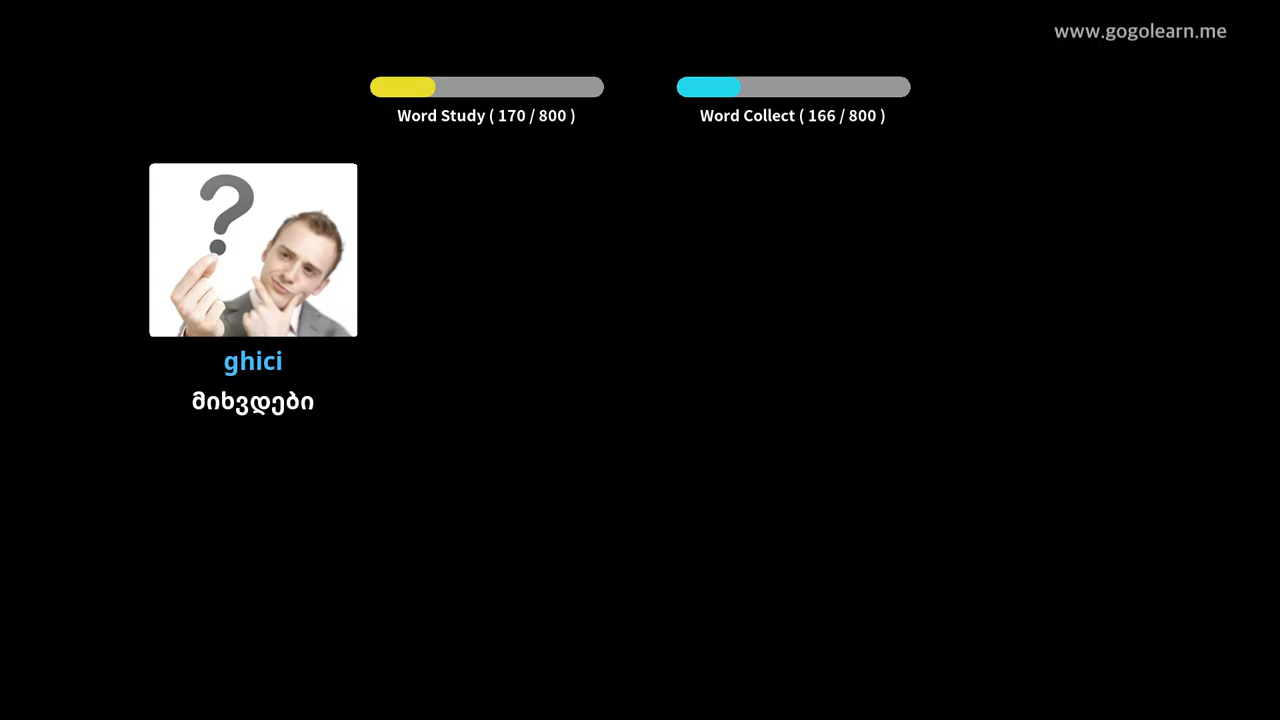 www.gogolearn.me
Word Study ( 170 / 800 )
Word Collect ( 166 / 800 )
?
ghici
მიხვდები